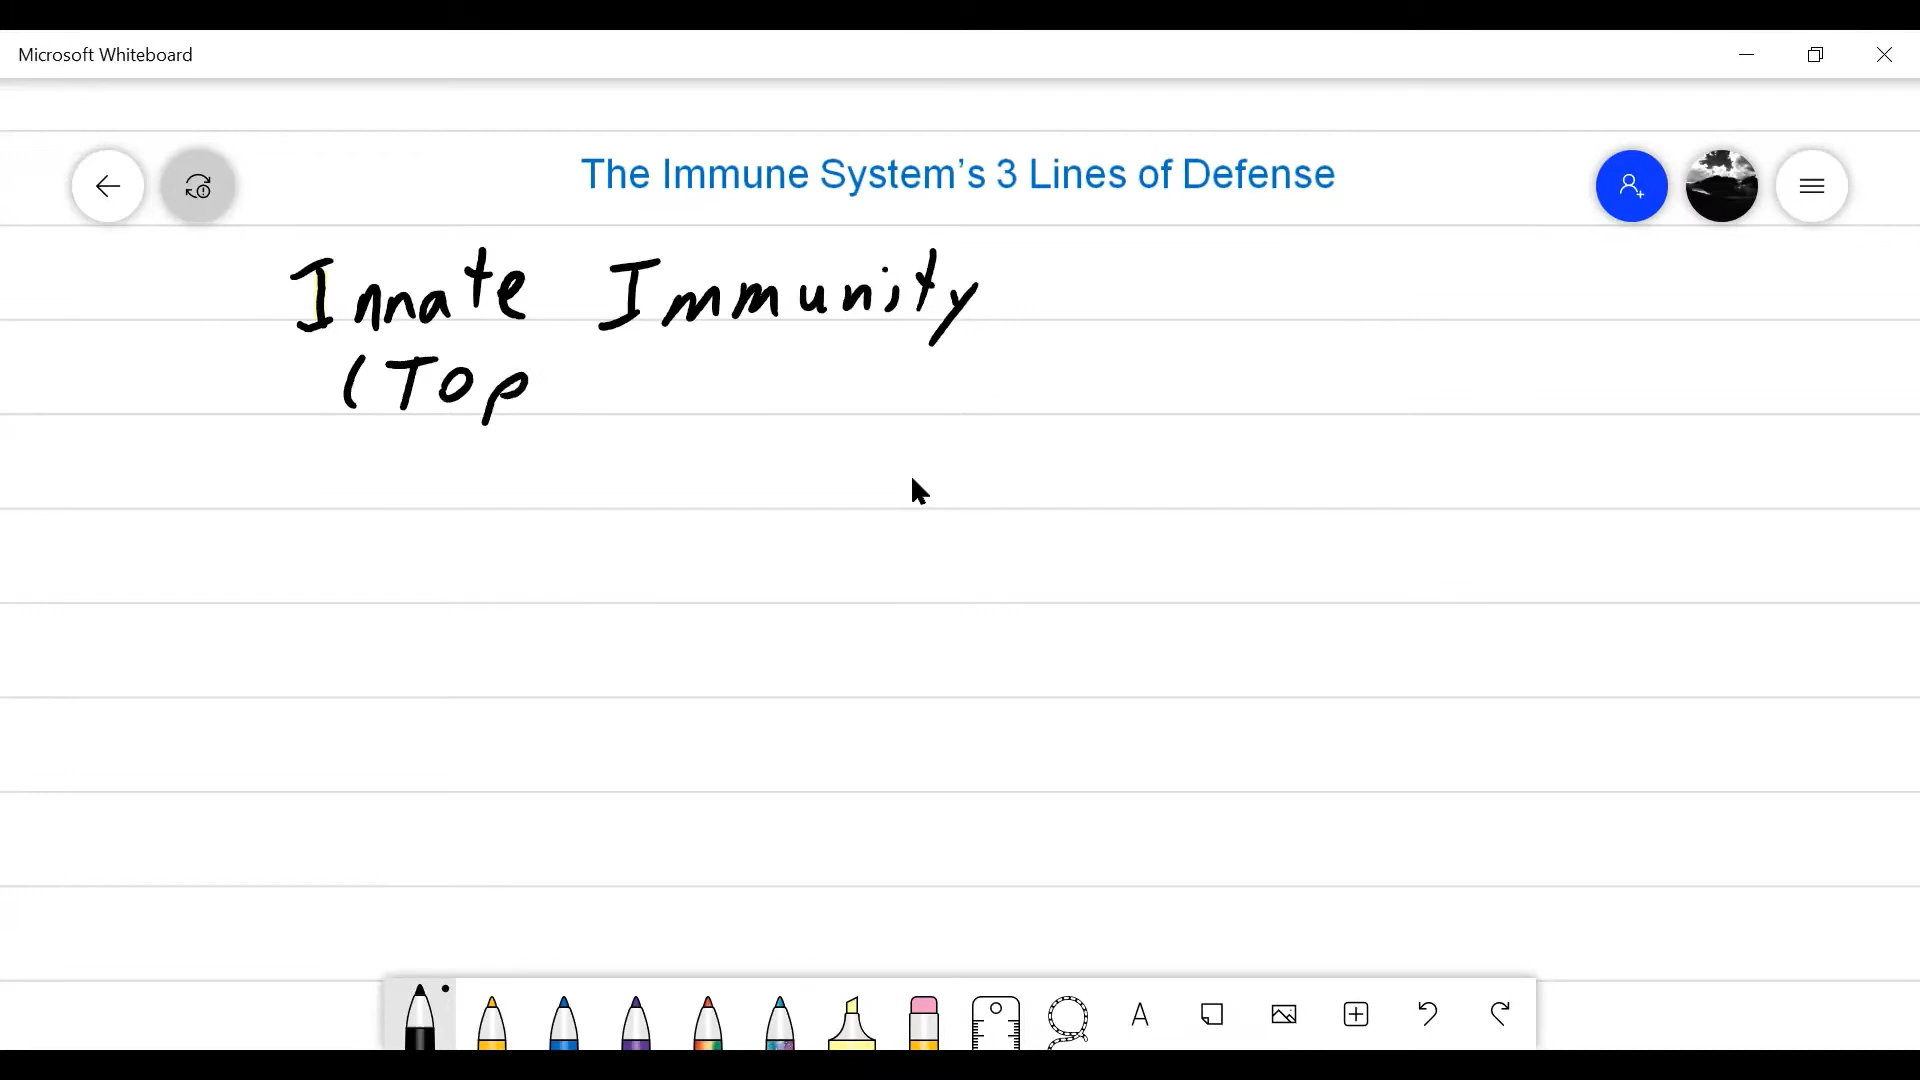 Microsoft Whiteboard
The Immune System’s 3 Lines of Defense
Innate Immunity
(Top